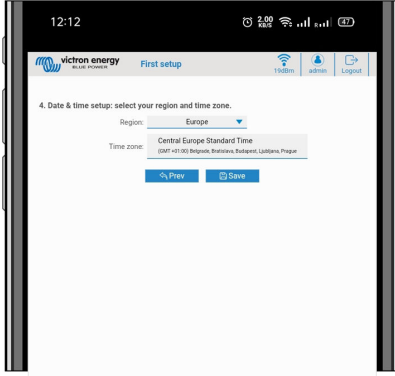 12:12
2.00
KB/S
R
47
victron energy
BLUE POWER
First setup
19dBm
admin
Logout
4. Date & time setup: select your region and time zone.
Region:
Europe
Time zone:
Central Europe Standard Time
(GMT +01:00) Belgrade, Bratislava, Budapest, Ljubljana, Prague
Prev
Save